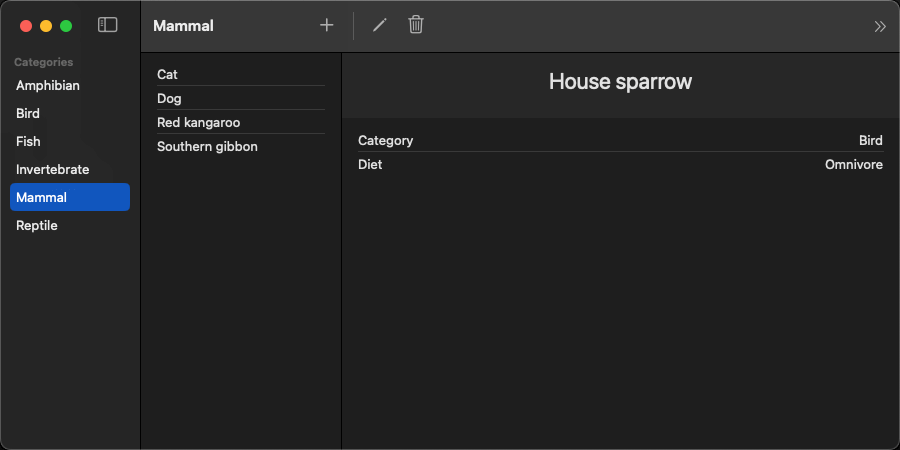 Mammal
Categories
Amphibian
Bird
Fish
Invertebrate
Mammal
Reptile
Cat
Dog
Red kangaroo
Southern gibbon
House sparrow
Category Bird
Diet Omnivore